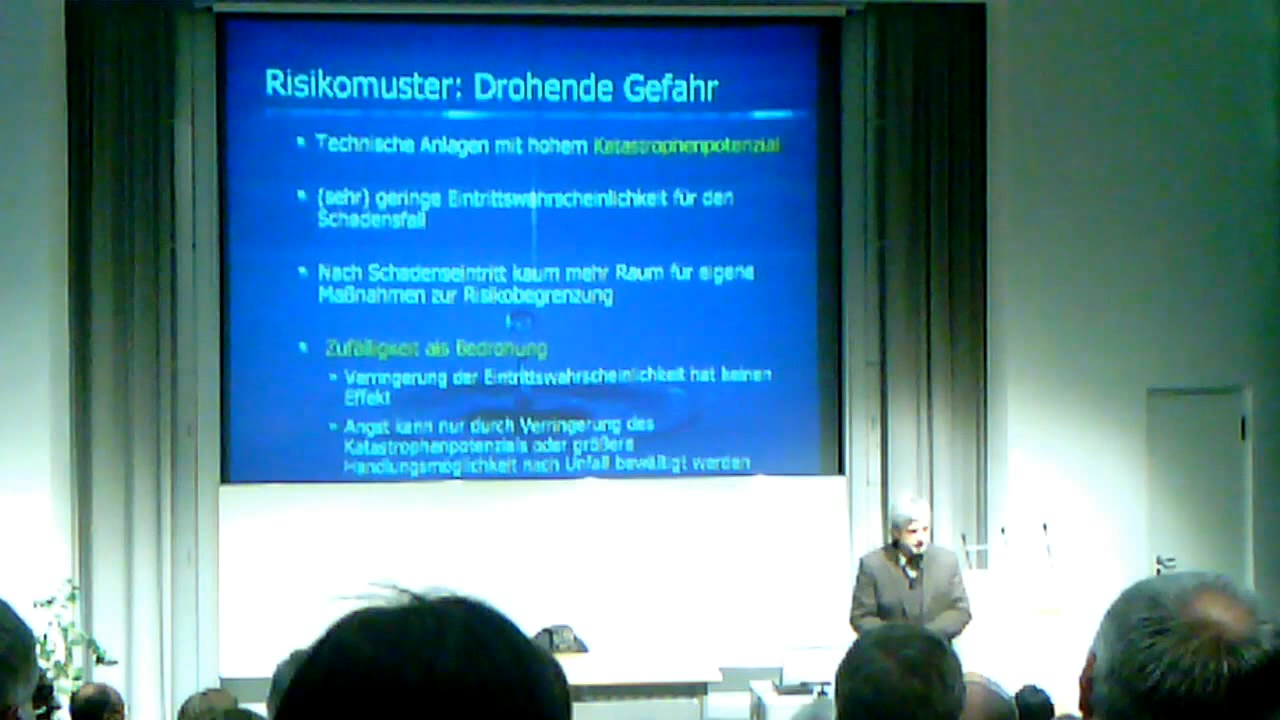 Risikomuster: Drohende Gefahr
Technische Anlagen mit hohem Katastrophenpotenzial
(sehr) geringe Eintrittswahrscheinlichkeit für den
Schadensfall
Nach Schadenseintritt kaum mehr Raum für eigene
Maßnahmen zur Risikobegrenzung
Zufälligkeit als Bedrohung
Verringerung der Eintrittswahrscheinlichkeit hat keinen
Effekt
Angst kann nur durch Verringerung des
Katastrophenpotenzials oder größere
Handlungsmöglichkeit nach Unfall bewältigt werden